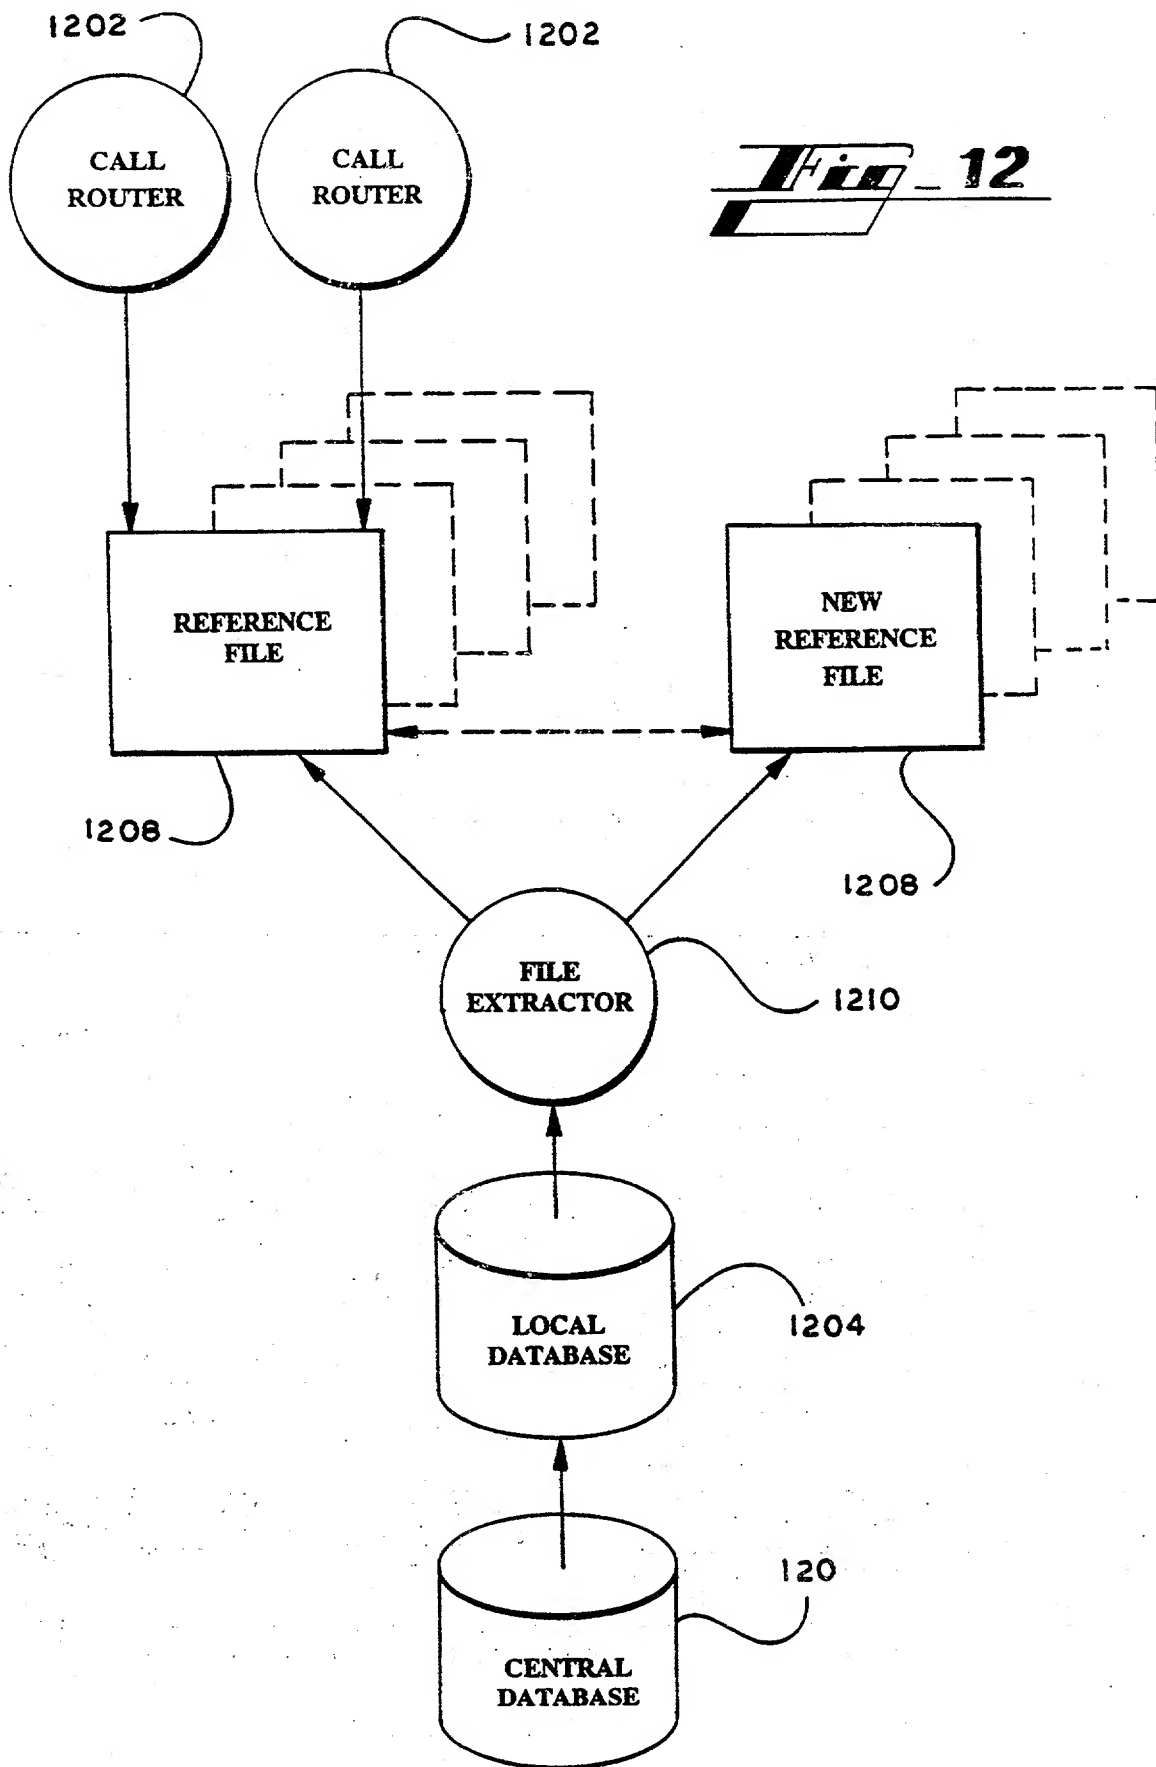 1202
1202
CALL
ROUTER
CALL
ROUTER
Fig_12
REFERENCE
FILE
NEW
REFERENCE
FILE
1208
1208
FILE
EXTRACTOR
1210
LOCAL
DATABASE
1204
120
CENTRAL
DATABASE